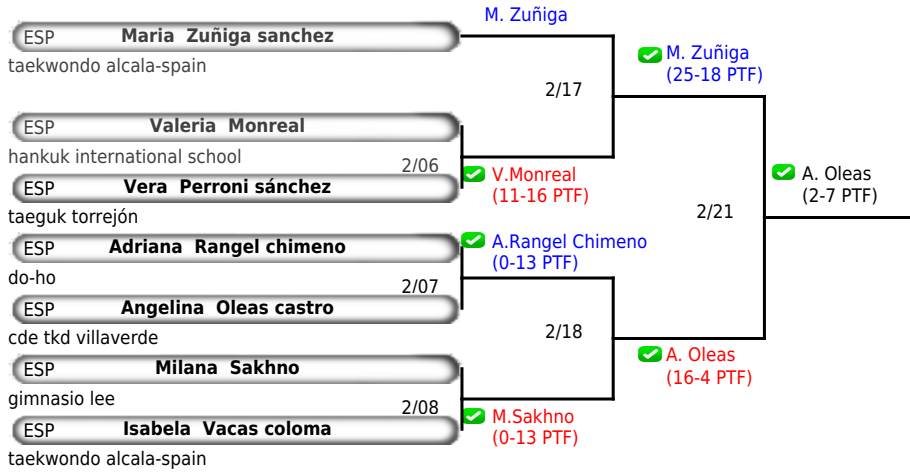 M. Zuñiga
ESP Maria Zuñiga sanchez
taekwondo alcala-spain
M. Zuñiga
(25-18 PTF)
2/17
ESP Valeria Monreal
hankuk international school
2/06
ESP Vera Perroni sánchez
V.Monreal
(11-16 PTF)
A. Oleas
(2-7 PTF)
taeguk torrejón
2/21
ESP Adriana Rangel chimeno
A.Rangel Chimeno
(0-13 PTF)
do-ho
2/07
ESP Angelina Oleas castro
cde tkd villaverde
2/18
ESP Milana Sakhno
A. Oleas
(16-4 PTF)
gimnasio lee
2/08
ESP Isabela Vacas coloma
M.Sakhno
(0-13 PTF)
taekwondo alcala-spain